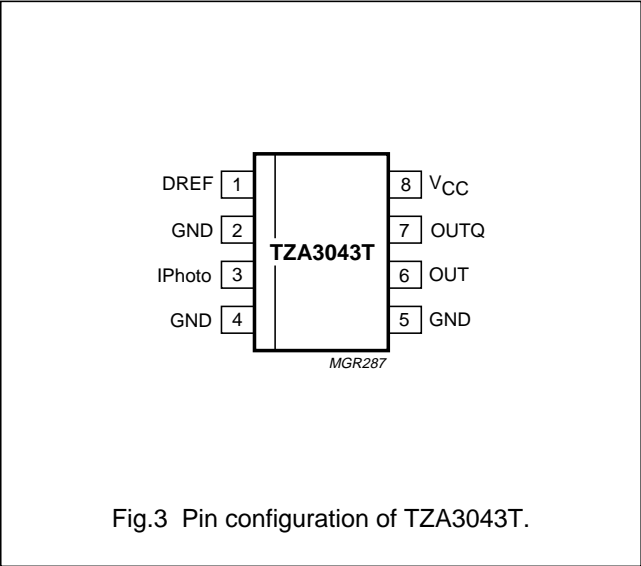 DREF 1 8 VCC
GND 2 7 OUTQ
TZA3043T
IPhoto 3 6 OUT
GND 4 5 GND
MGR287
Fig.3 Pin configuration of TZA3043T.